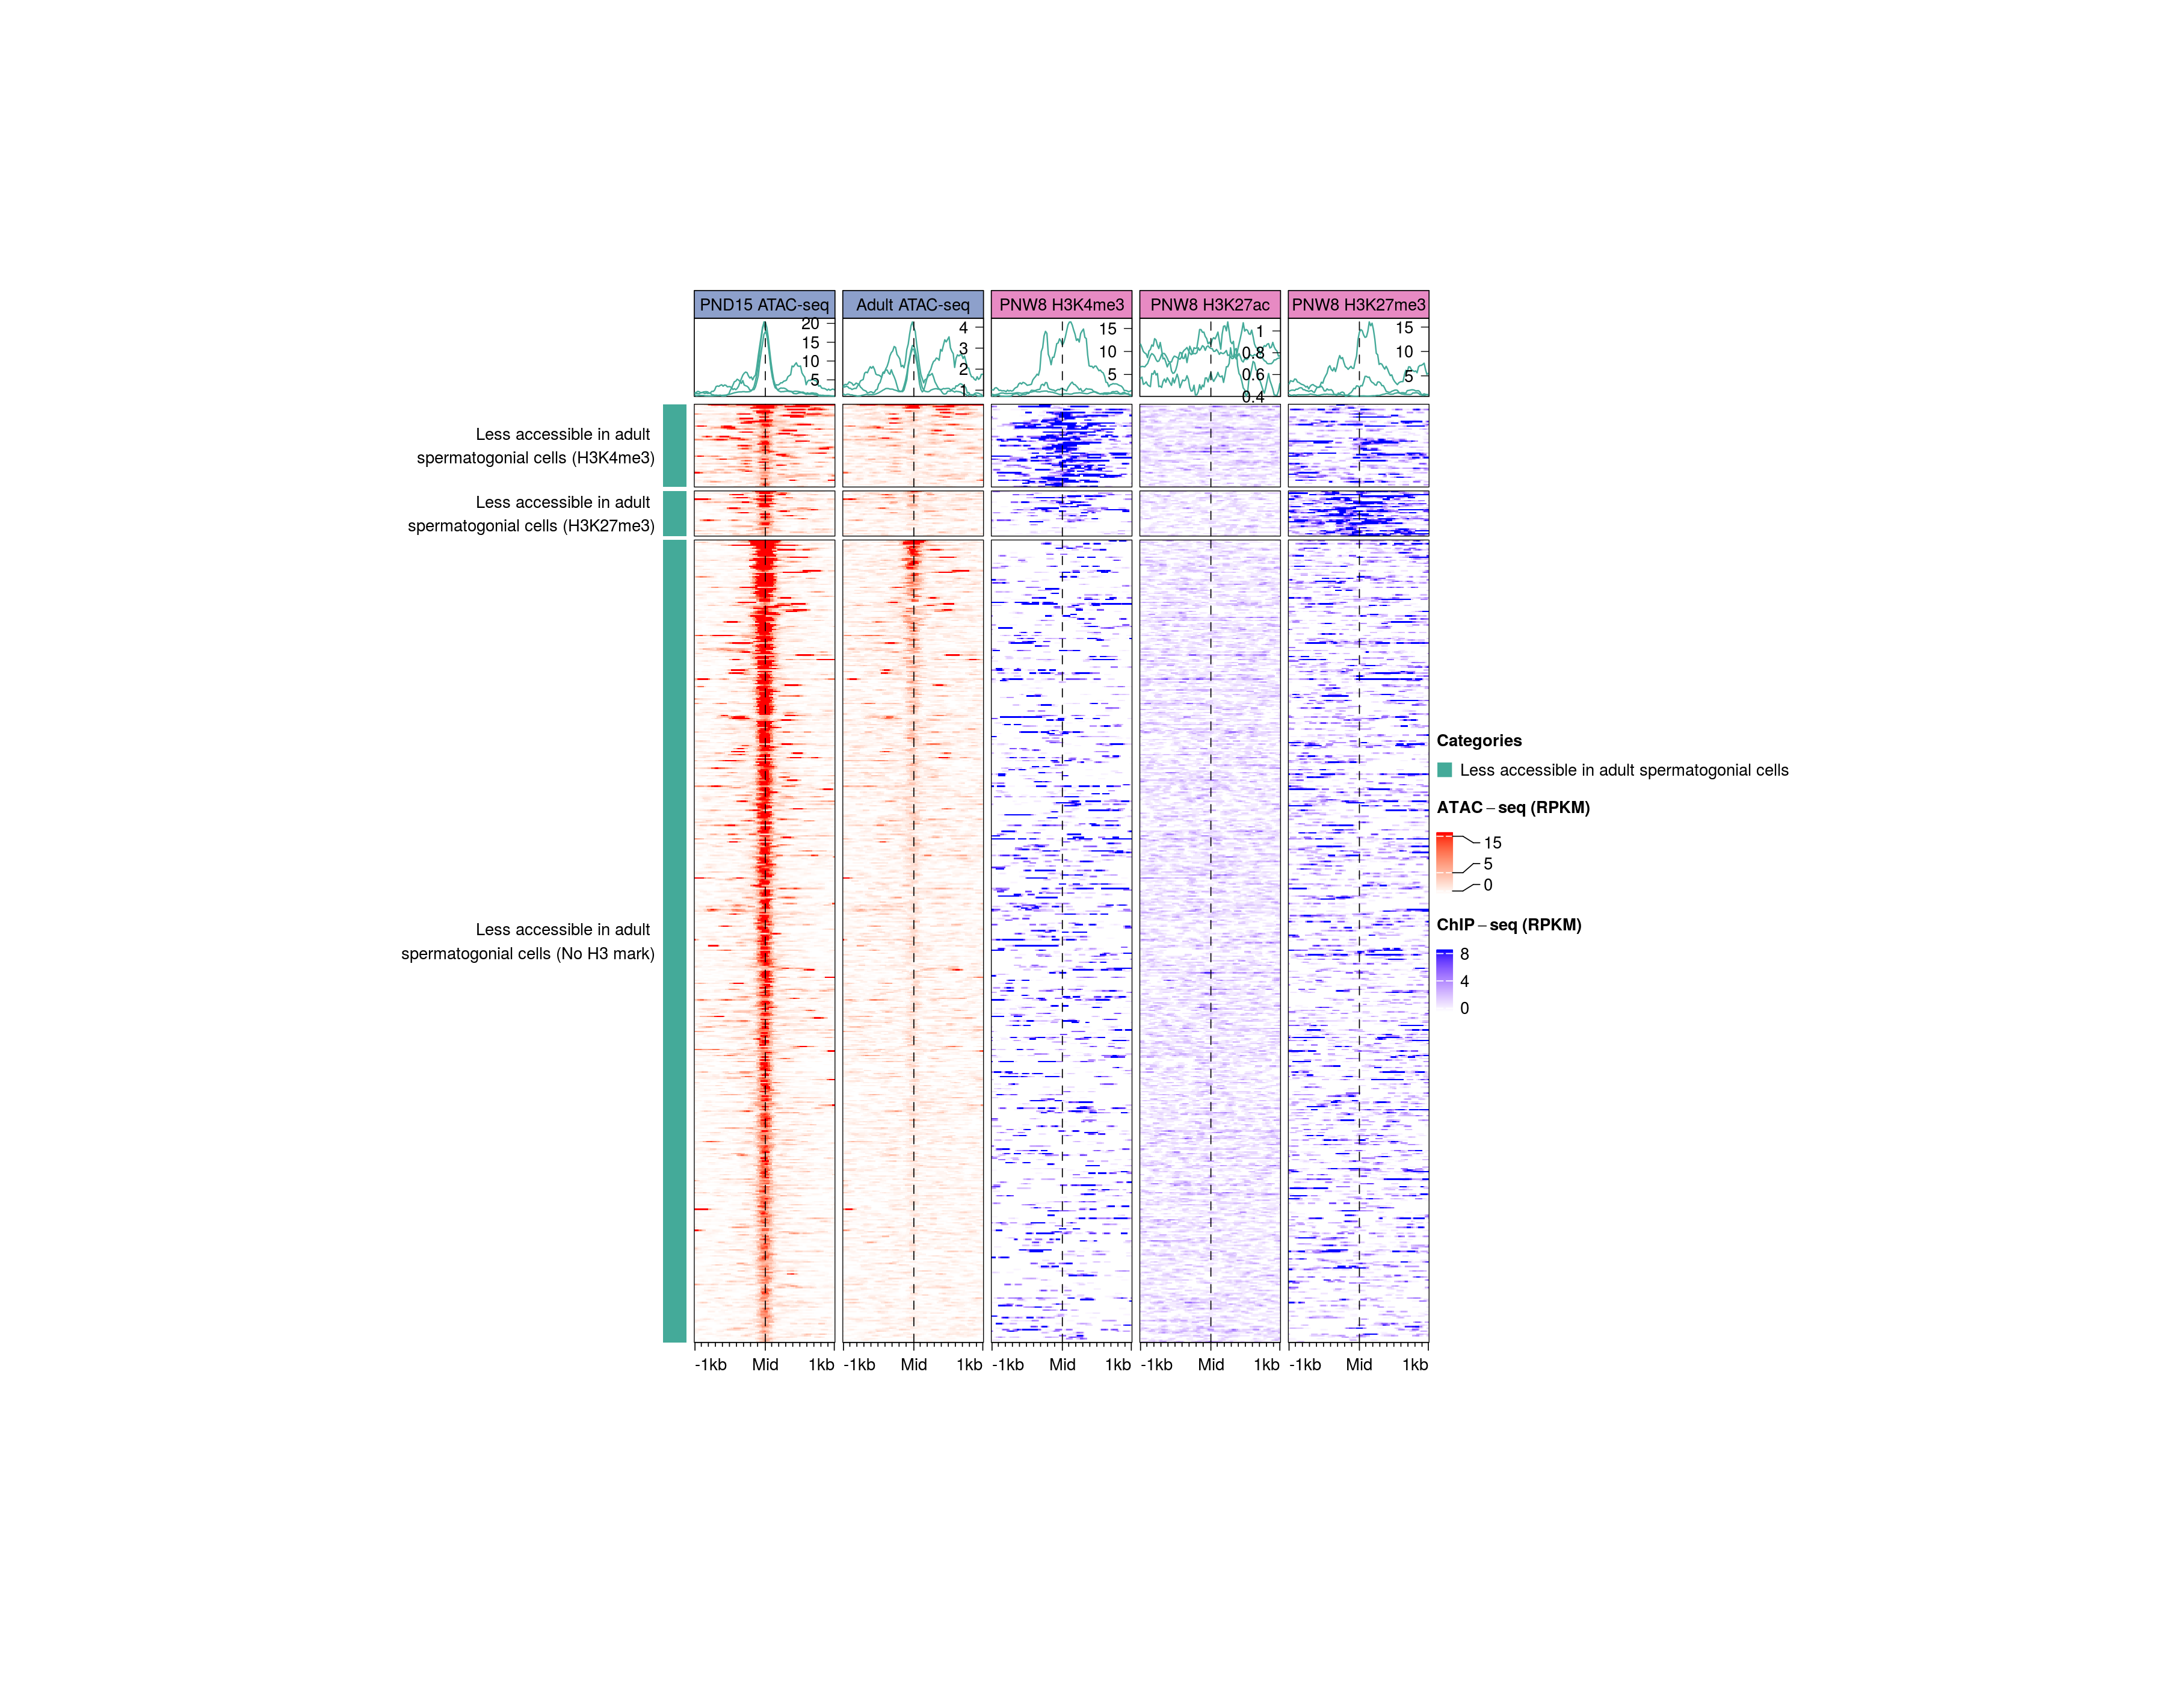 PND15 ATAC-seq
Adult ATAC-seq
PNW8 H3K4me3
PNW8 H3K27ac
PNW8 H3K27me3
20
15
10
5
4
3
2
1
15
10
5
1
0.8
0.6
0.4
15
10
5
Less accessible in adult
spermatogonial cells (H3K4me3)
Less accessible in adult
spermatogonial cells (H3K27me3)
Less accessible in adult
spermatogonial cells (No H3 mark)
-1kb Mid 1kb
-1kb Mid 1kb
-1kb Mid 1kb
-1kb Mid 1kb
-1kb Mid 1kb
Categories
Less accessible in adult spermatogonial cells
ATAC–seq (RPKM)
15
5
0
ChIP–seq (RPKM)
8
4
0